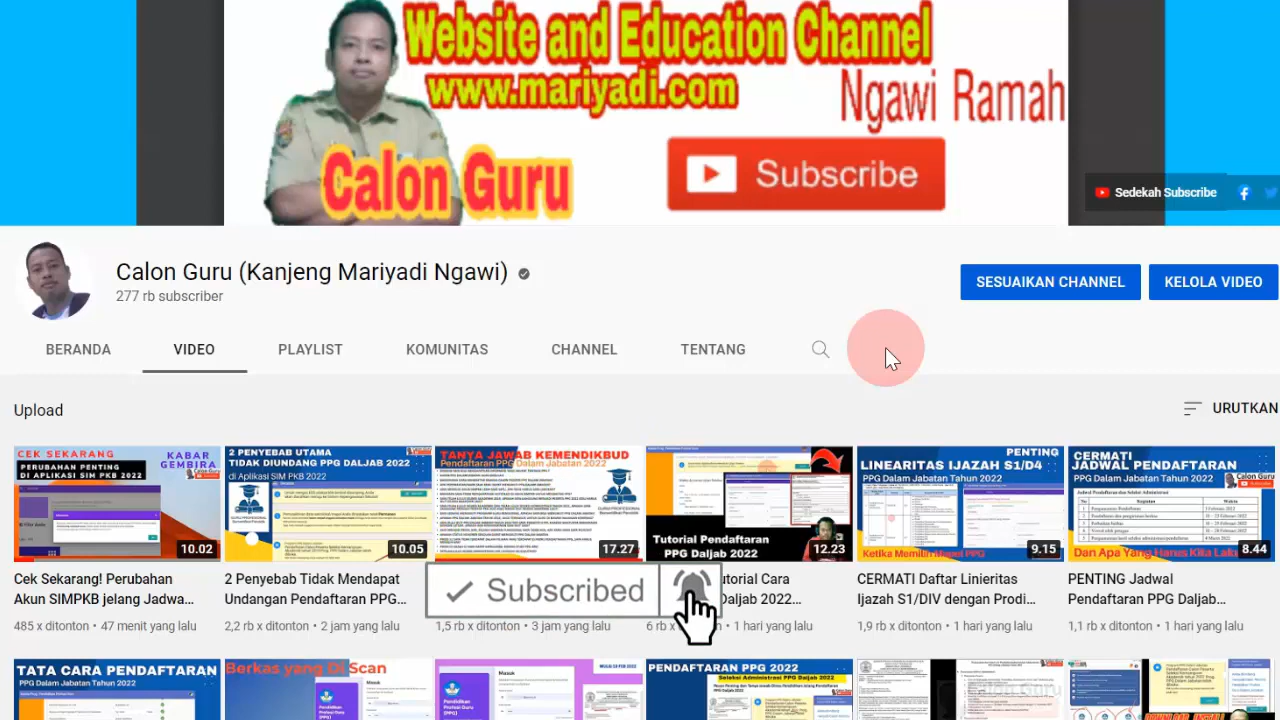 Website and Education Channel
www.mariyadi.com
Ngawi Ramah
Calon Guru
Subscribe
Sedekah Subscribe
Calon Guru (Kanjeng Mariyadi Ngawi)
277 rb subscriber
SESUAIKAN CHANNEL
KELOLA VIDEO
BERANDA
VIDEO
PLAYLIST
KOMUNITAS
CHANNEL
TENTANG
Upload
URUTKAN
CEK SEKARANG
KABAR
GEMBIRA
PERUBAHAN PENTING
DI APLIKASI SIM PKB 2022
2 PENYEBAB UTAMA
TIDAK DIUNDANG PPG DALJAB 2022
di Aplikasi SIM PKB
10.05
TANYA JAWAB KEMENDIKBUD
Pendaftaran PPG Dalam Jabatan 2022
17.27
Tutorial Pendaftaran
PPG Daljab 2022
12.23
PENTING
LINEARITAS IJAZAH S1/D4
PPG Dalam Jabatan Tahun 2022
Ketika Memilih Mapel PPG
9.15
CERMATI
JADWAL PENDAFTARAN
PPG Dalam Jabatan Tahun 2022
Dan Apa Yang Harus Kita
8.44
Cek Sekarang! Perubahan
Akun SIMPKB jelang Jadwa...
485 x ditonton • 47 menit yang lalu
2 Penyebab Tidak Mendapat
Undangan Pendaftaran PPG...
2,2 rb x ditonton • 2 jam yang lalu
Subscribed
1,5 rb x ditonton • 3 jam yang lalu
Cara
Daljab 2022...
6 rb x • 1 hari yang lalu
CERMATI Daftar Linieritas
Ijazah S1/DIV dengan Prodi...
1,9 rb x ditonton • 1 hari yang lalu
PENTING Jadwal
Pendaftaran PPG Daljab...
1,1 rb x ditonton • 1 hari yang lalu
TATA CARA PENDAFTARAN
Berkas yang Di Scan
Masuk
PENDAFTARAN PPG 2022
Seleksi Administrasi PPG Daljab 2022